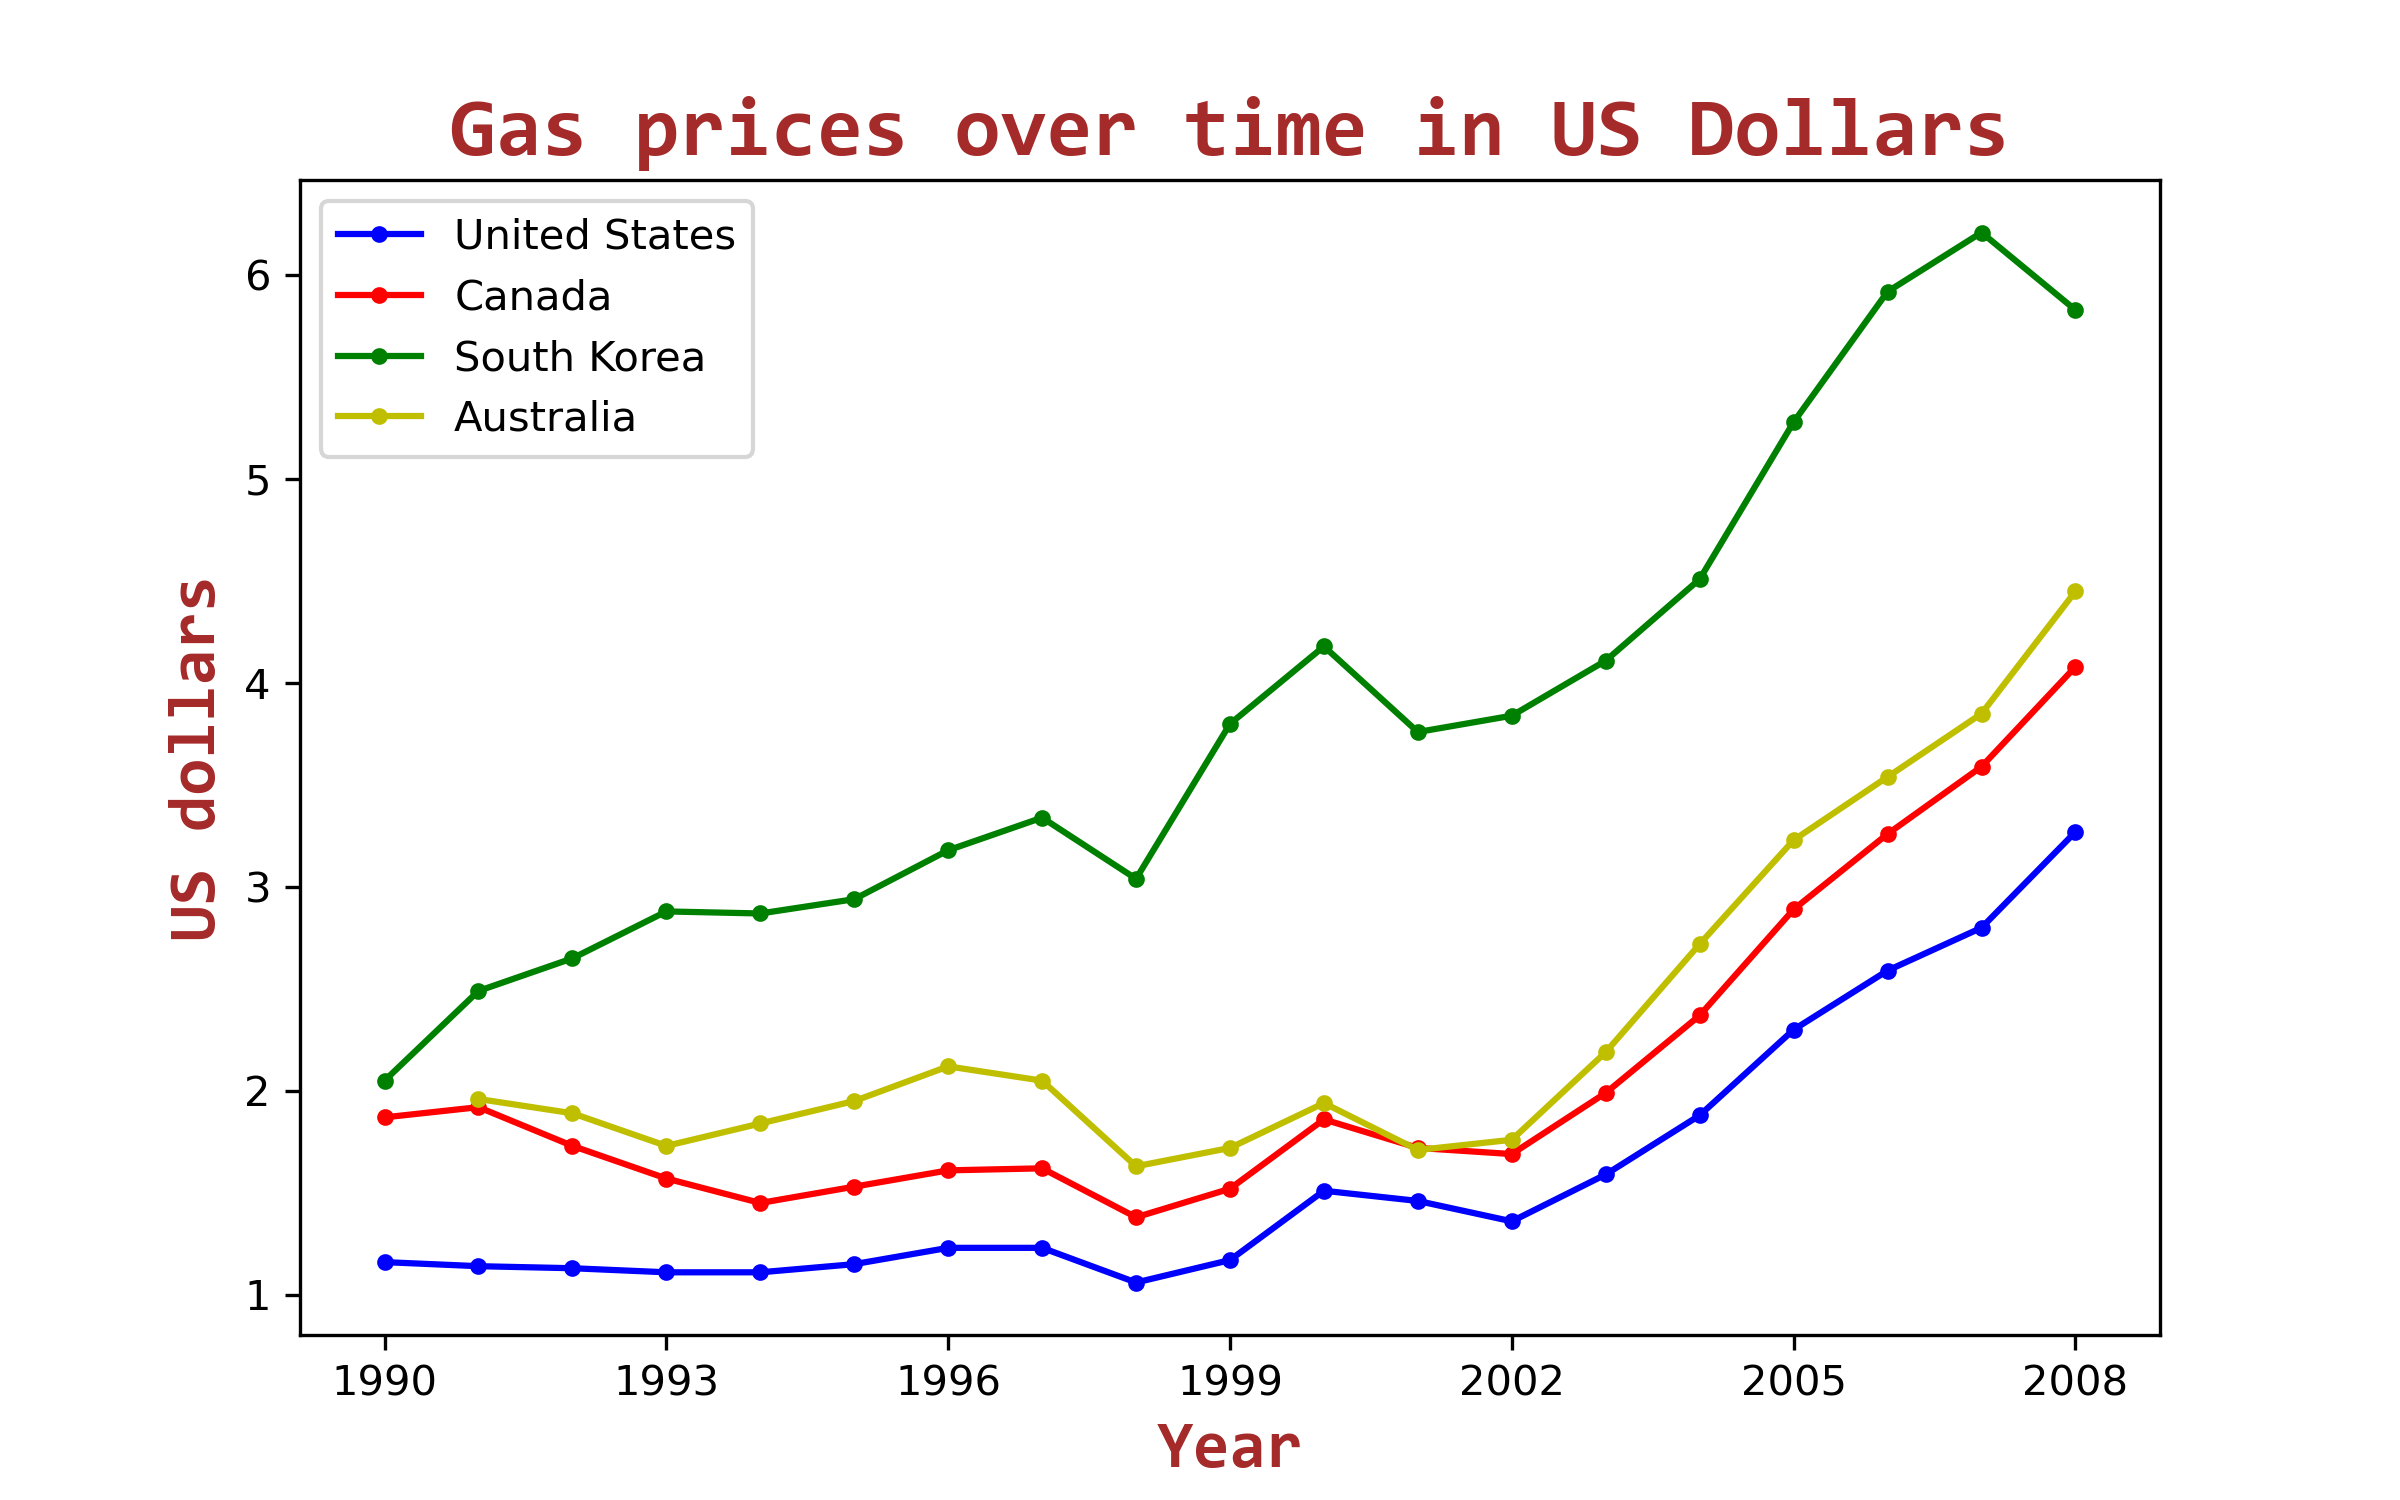 Gas prices over time in US Dollars
United States
Canada
South Korea
Australia
US dollars
6
5
4
3
2
1
1990 1993 1996 1999 2002 2005 2008
Year